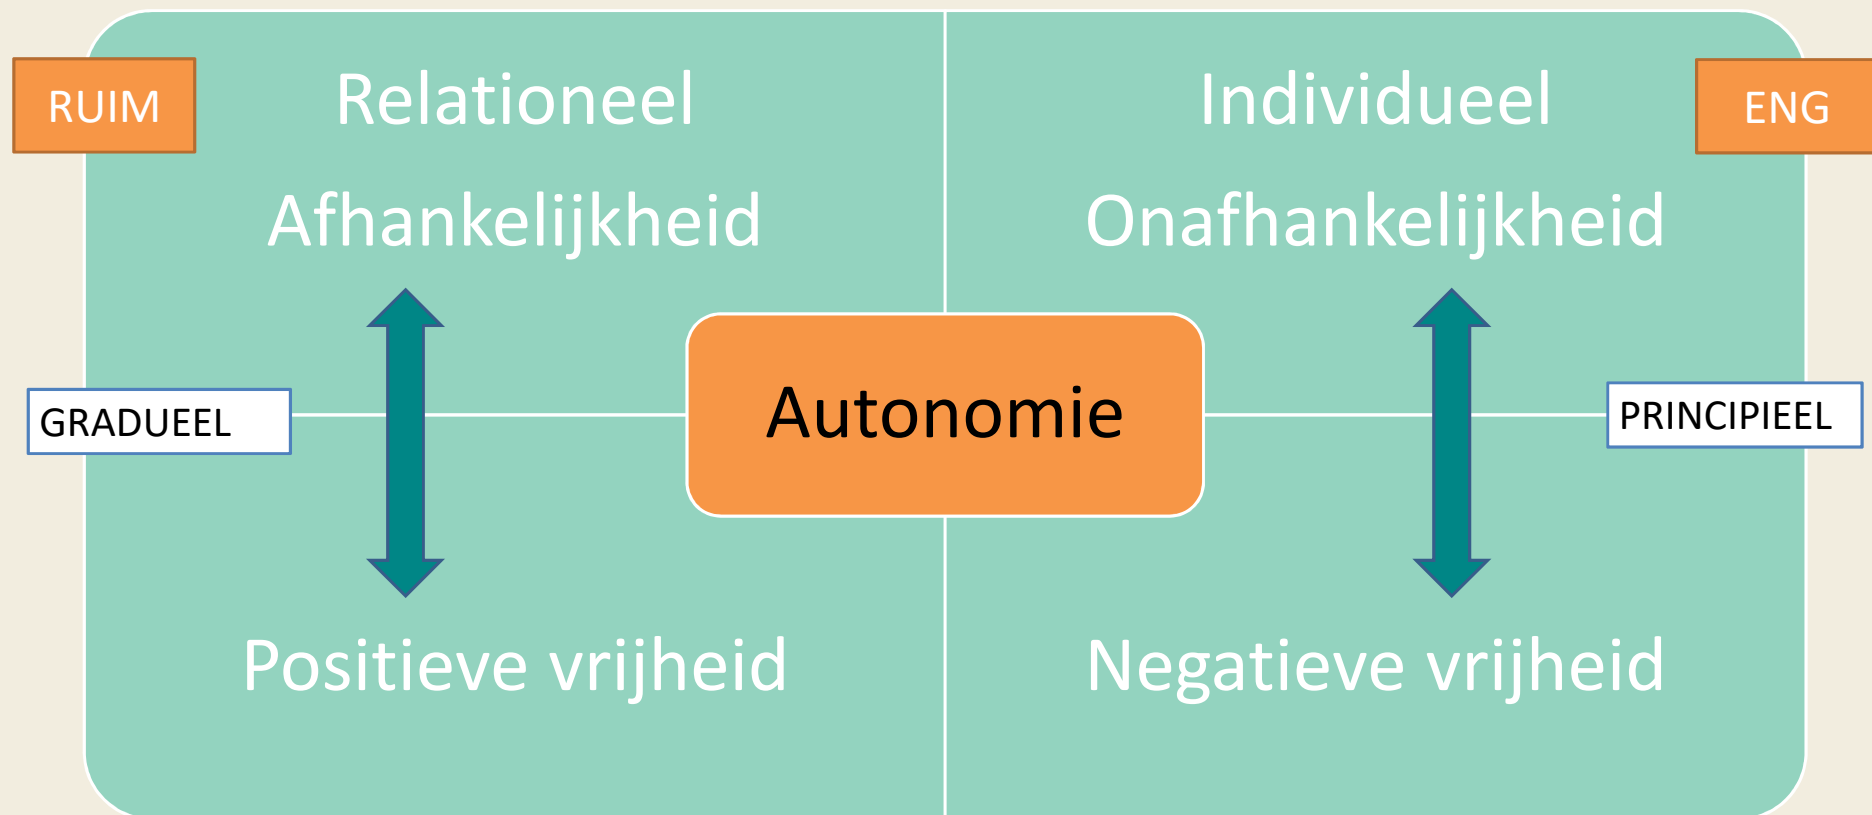 RUIM
Relationeel
Afhankelijkheid
Individueel
Onafhankelijkheid
ENG
GRADUEEL
Autonomie
PRINCIPIEEL
Positieve vrijheid
Negatieve vrijheid